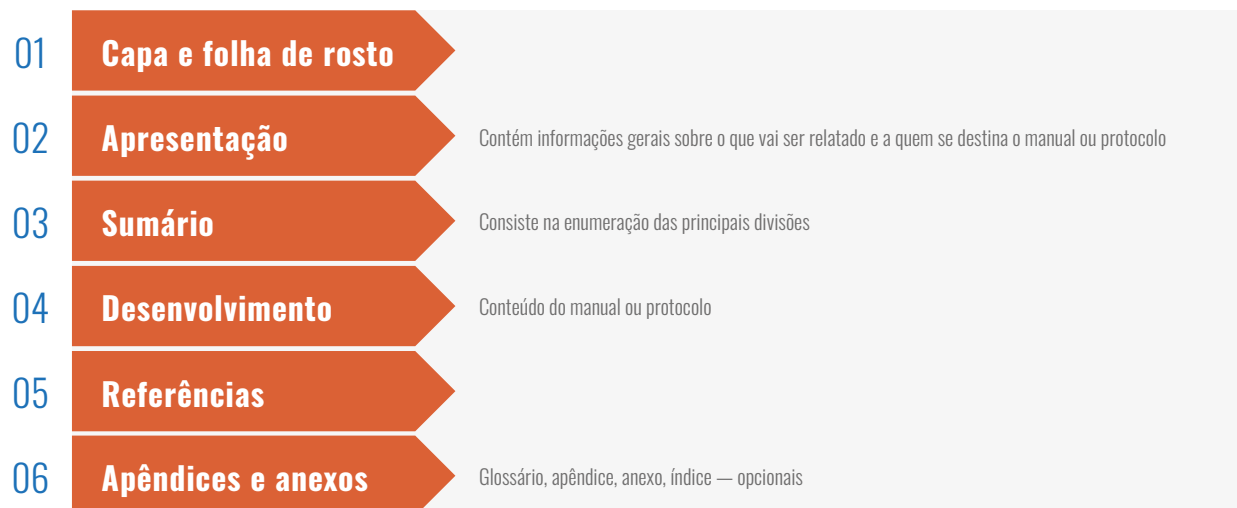 01 Capa e folha de rosto
02 Apresentação Contém informações gerais sobre o que vai ser relatado e a quem se destina o manual ou protocolo
03 Sumário Consiste na enumeração das principais divisões
04 Desenvolvimento Conteúdo do manual ou protocolo
05 Referências
06 Apêndices e anexos Glossário, apêndice, anexo, índice — opcionais